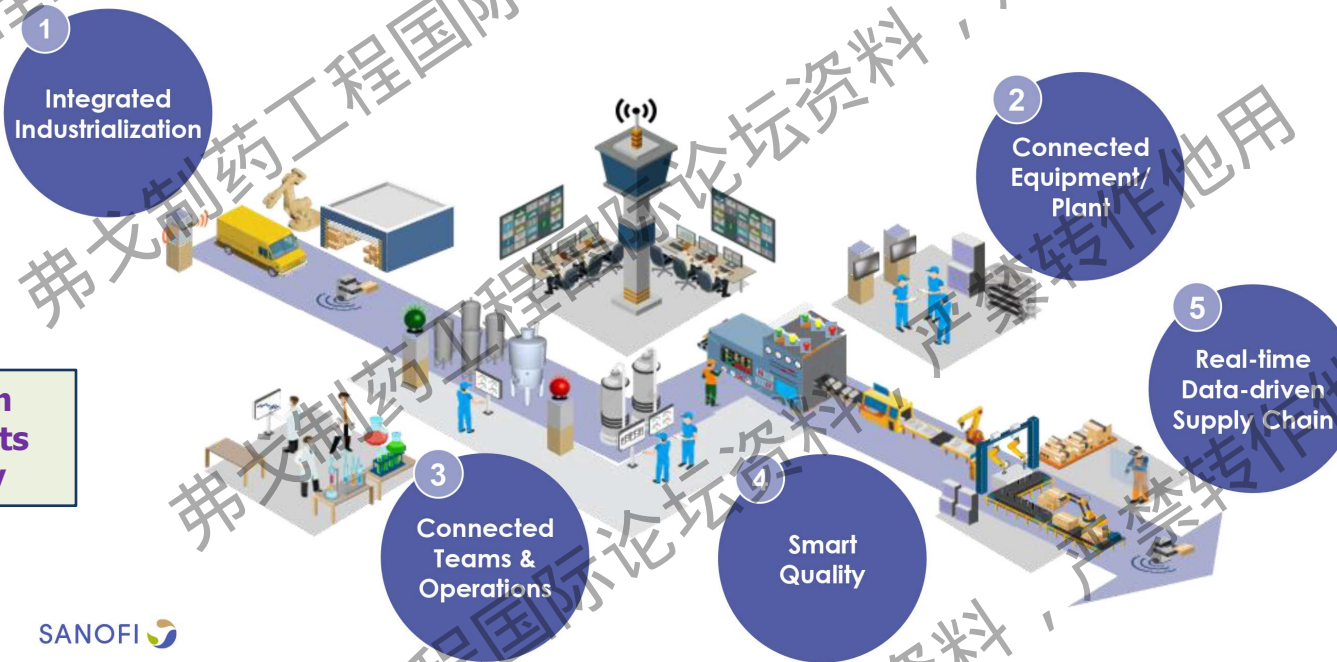 1
Integrated
Industrialization
2
Connected
Equipment/
Plant
5
Real-time
Data-driven
Supply Chain
3
Connected
Teams &
Operations
4
Smart
Quality
SANOFI
弗戈制药工程国际论坛资料，严禁转作他用